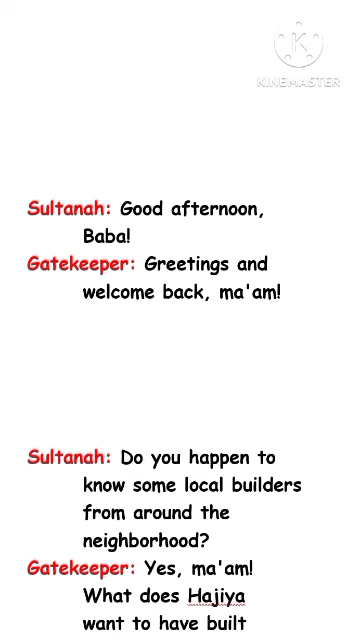 KINEMASTER
Sultanah: Good afternoon,
Baba!
Gatekeeper: Greetings and
welcome back, ma'am!
Sultanah: Do you happen to
know some local builders
from around the
neighborhood?
Gatekeeper: Yes, ma'am!
What does Hajiya
want to have built